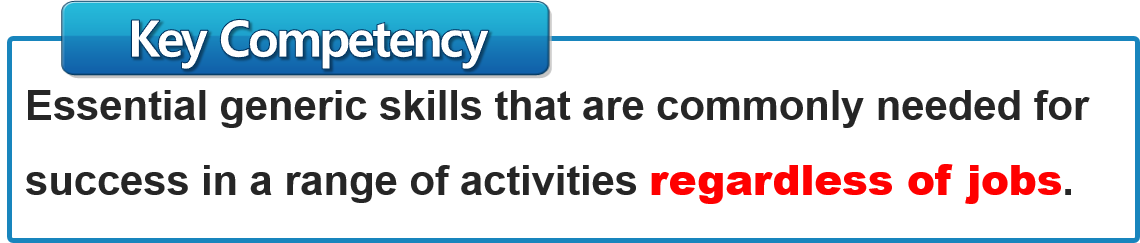 Key Competency
Essential generic skills that are commonly needed for
success in a range of activities regardless of jobs.